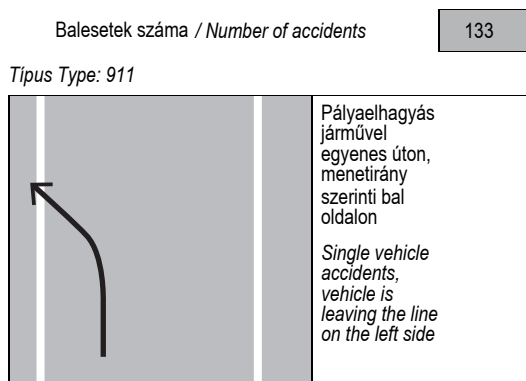 Balesetek száma / Number of accidents 133
Típus Type: 911
Pályaelhagyás
járművel
egyenes úton,
menetirány
szerinti bal
oldalon
Single vehicle
accidents,
vehicle is
leaving the line
on the left side